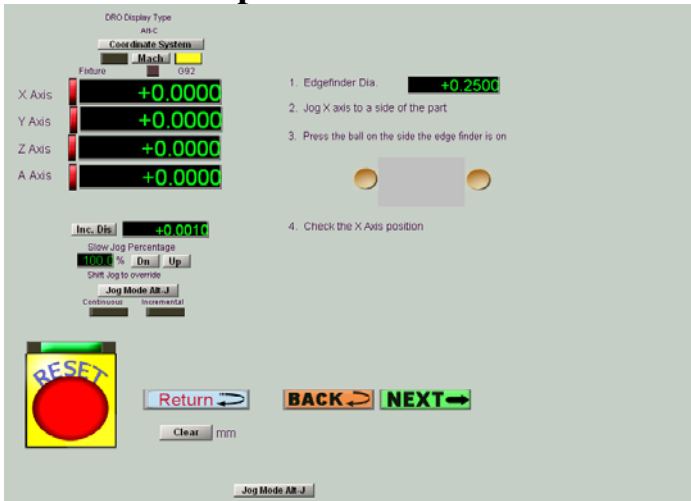 DRO Display Type
Alt-C
Coordinate System
Mach
Fixture G92
X Axis +0.0000
Y Axis +0.0000
Z Axis +0.0000
A Axis +0.0000
Inc. Dis +0.0010
Slow Jog Percentage
100.0 % Dn Up
Shift Jog to override
Jog Mode Alt-J
Continuous Incremental
1. Edgefinder Dia. +0.2500
2. Jog X axis to a side of the part
3. Press the ball on the side the edge finder is on
4. Check the X Axis position
RESET
Return BACK NEXT
Clear mm
Jog Mode Alt-J